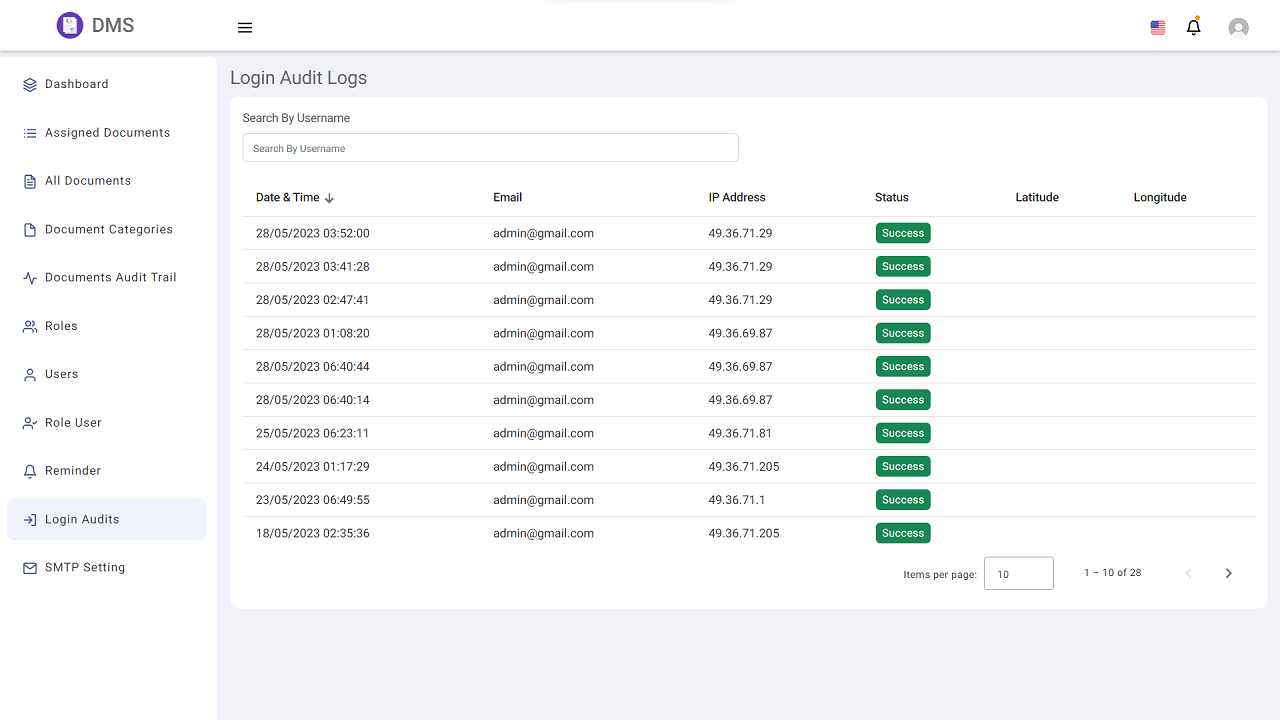 DMS
Dashboard
Assigned Documents
All Documents
Document Categories
Documents Audit Trail
Roles
Users
Role User
Reminder
Login Audits
SMTP Setting
Login Audit Logs
Search By Username
Search By Username
Date & Time Email IP Address Status Latitude Longitude
28/05/2023 03:52:00 admin@gmail.com 49.36.71.29 Success
28/05/2023 03:41:28 admin@gmail.com 49.36.71.29 Success
28/05/2023 02:47:41 admin@gmail.com 49.36.71.29 Success
28/05/2023 01:08:20 admin@gmail.com 49.36.69.87 Success
28/05/2023 06:40:44 admin@gmail.com 49.36.69.87 Success
28/05/2023 06:40:14 admin@gmail.com 49.36.69.87 Success
25/05/2023 06:23:11 admin@gmail.com 49.36.71.81 Success
24/05/2023 01:17:29 admin@gmail.com 49.36.71.205 Success
23/05/2023 06:49:55 admin@gmail.com 49.36.71.1 Success
18/05/2023 02:35:36 admin@gmail.com 49.36.71.205 Success
Items per page: 10 1 – 10 of 28